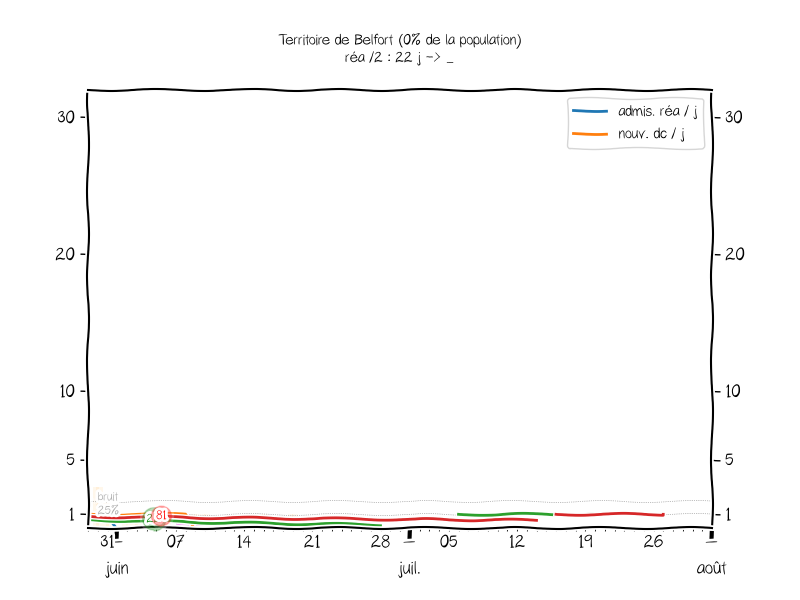 Territoire de Belfort (0% de la population)
réa /2 : 22 j -> _
admis. réa / j
nouv. dc / j
30
30
20
20
10
10
5
5
bruit
25%
81
1
1
31 07 14 21 28 05 12 19 26
juin juil. août